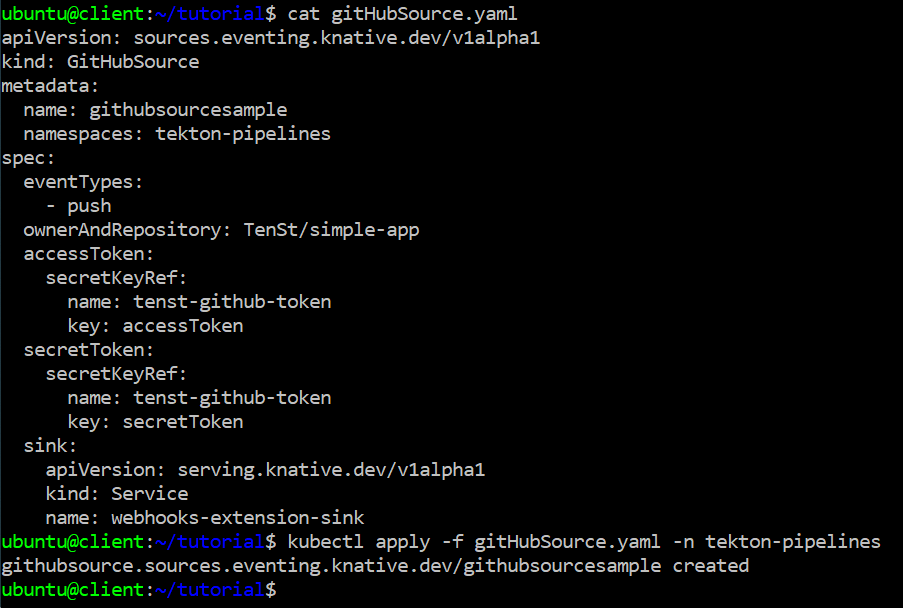 ubuntu@client:~/tutorial$ cat gitHubSource.yaml
apiVersion: sources.eventing.knative.dev/v1alpha1
kind: GitHubSource
metadata:
  name: githubsourcesample
  namespaces: tekton-pipelines
spec:
  eventTypes:
    - push
  ownerAndRepository: TenSt/simple-app
  accessToken:
    secretKeyRef:
      name: tenst-github-token
      key: accessToken
  secretToken:
    secretKeyRef:
      name: tenst-github-token
      key: secretToken
  sink:
    apiVersion: serving.knative.dev/v1alpha1
    kind: Service
    name: webhooks-extension-sink
ubuntu@client:~/tutorial$ kubectl apply -f gitHubSource.yaml -n tekton-pipelines
githubsource.sources.eventing.knative.dev/githubsourcesample created
ubuntu@client:~/tutorial$